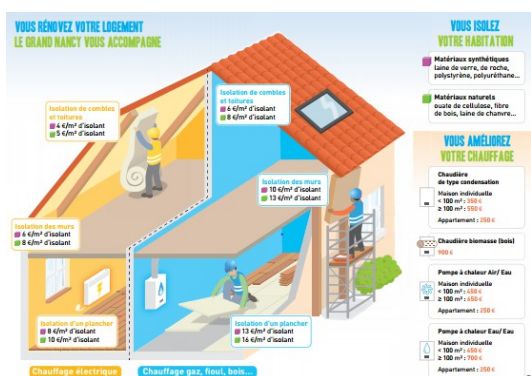 VOUS RÉNOVEZ VOTRE LOGEMENT
LE GRAND NANCY VOUS ACCOMPAGNE
Isolation de combles
et toitures
4 €/m² d'isolant
5 €/m² d'isolant
Isolation de combles
et toitures
6 €/m² d'isolant
8 €/m² d'isolant
Isolation des murs
10 €/m² d'isolant
13 €/m² d'isolant
Isolation des murs
6 €/m² d'isolant
8 €/m² d'isolant
Isolation d'un plancher
8 €/m² d'isolant
10 €/m² d'isolant
Isolation d'un plancher
13 €/m² d'isolant
16 €/m² d'isolant
Chauffage électrique
Chauffage gaz, fioul, bois...
VOUS ISOLEZ
VOTRE HABITATION
Matériaux synthétiques
laine de verre, de roche,
polystyrène, polyuréthane...
Matériaux naturels
ouate de cellulose, fibre
de bois, laine de chanvre...
VOUS AMÉLIOREZ
VOTRE CHAUFFAGE
Chaudière
de type condensation
Maison individuelle
< 100 m² : 350 €
≥ 100 m² : 550 €
Appartement : 250 €
Chaudière biomasse (bois)
900 €
Pompe à chaleur Air/ Eau
Maison individuelle
< 100 m² : 450 €
≥ 100 m² : 650 €
Appartement : 250 €
Pompe à chaleur Eau/ Eau
Maison individuelle
< 100 m² : 450 €
≥ 100 m² : 700 €
Appartement : 250 €